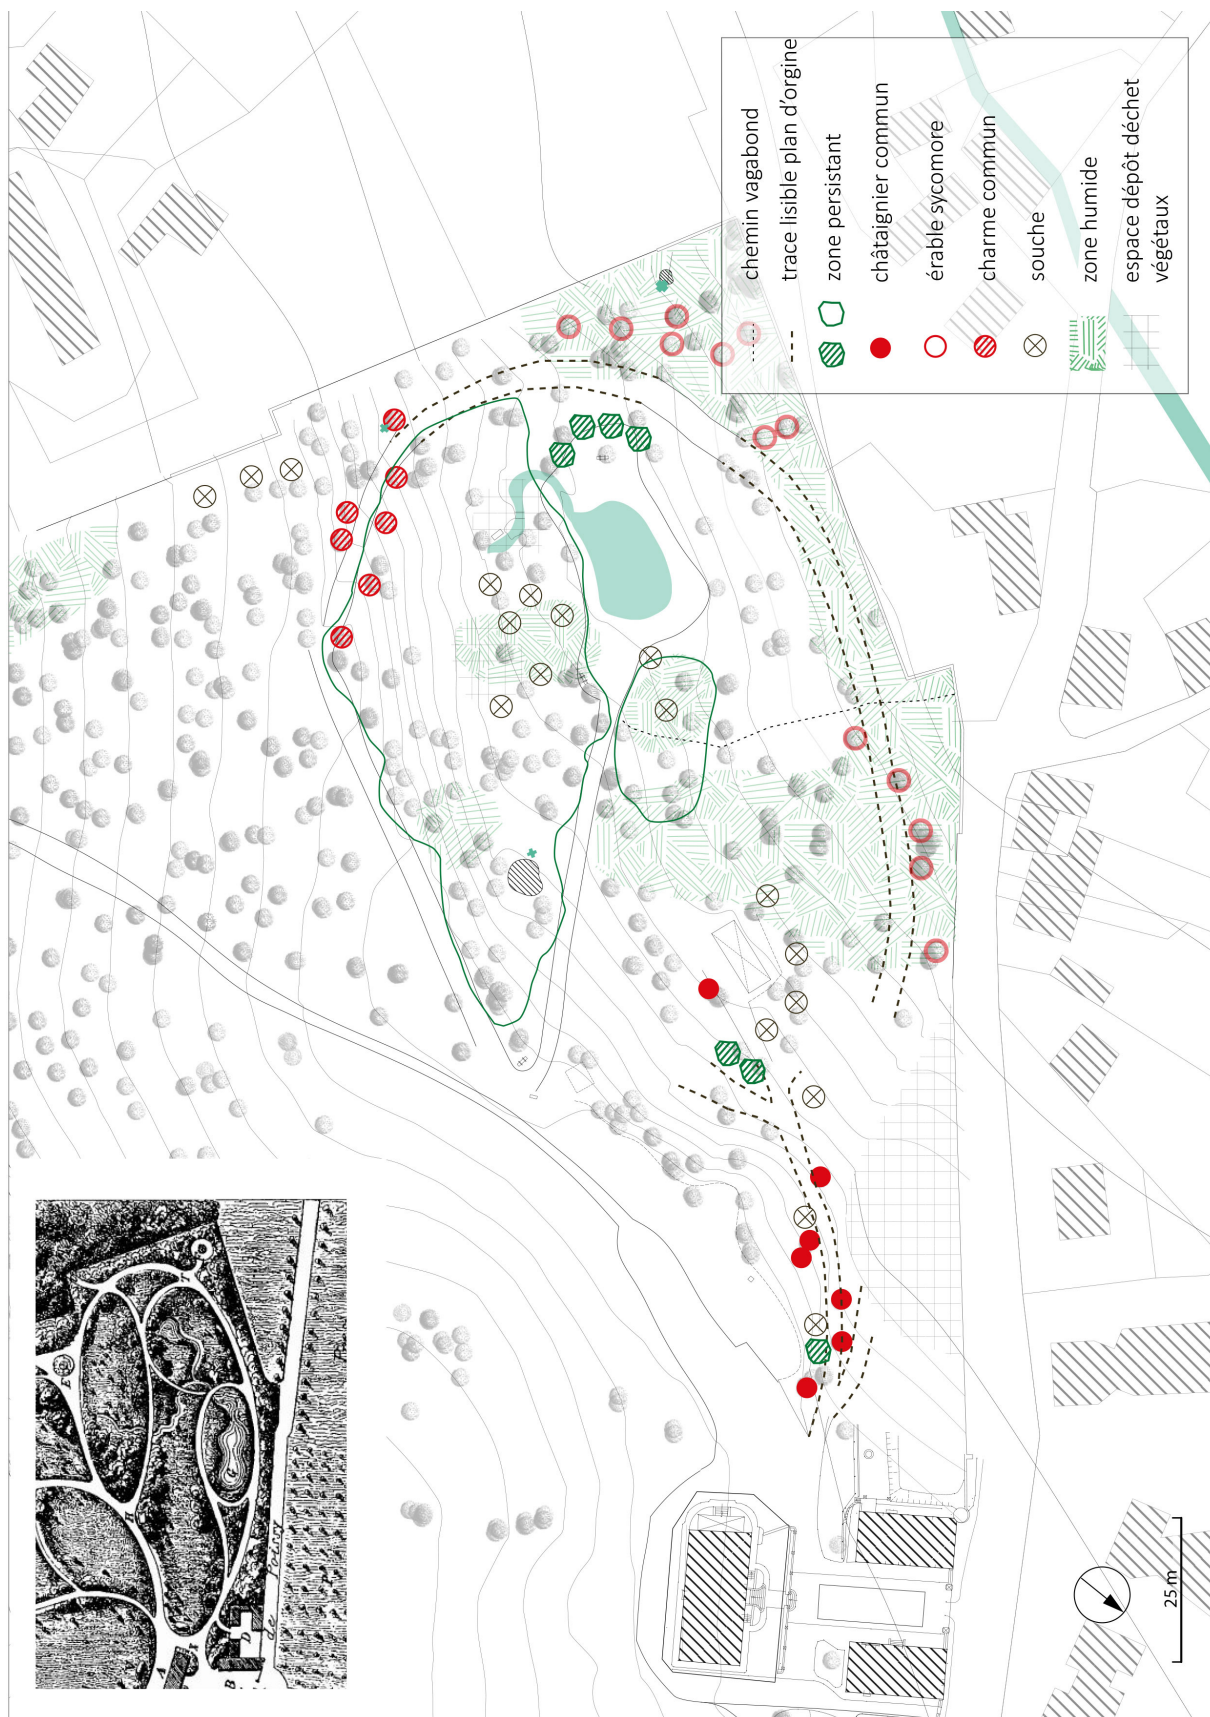 chemin vagabond
trace lisible plan d'orgine
zone persistant
châtaignier commun
érable sycomore
charme commun
souche
zone humide
espace dépôt déchet
végétaux
25 m
E
H
A
B
D
de Poissy